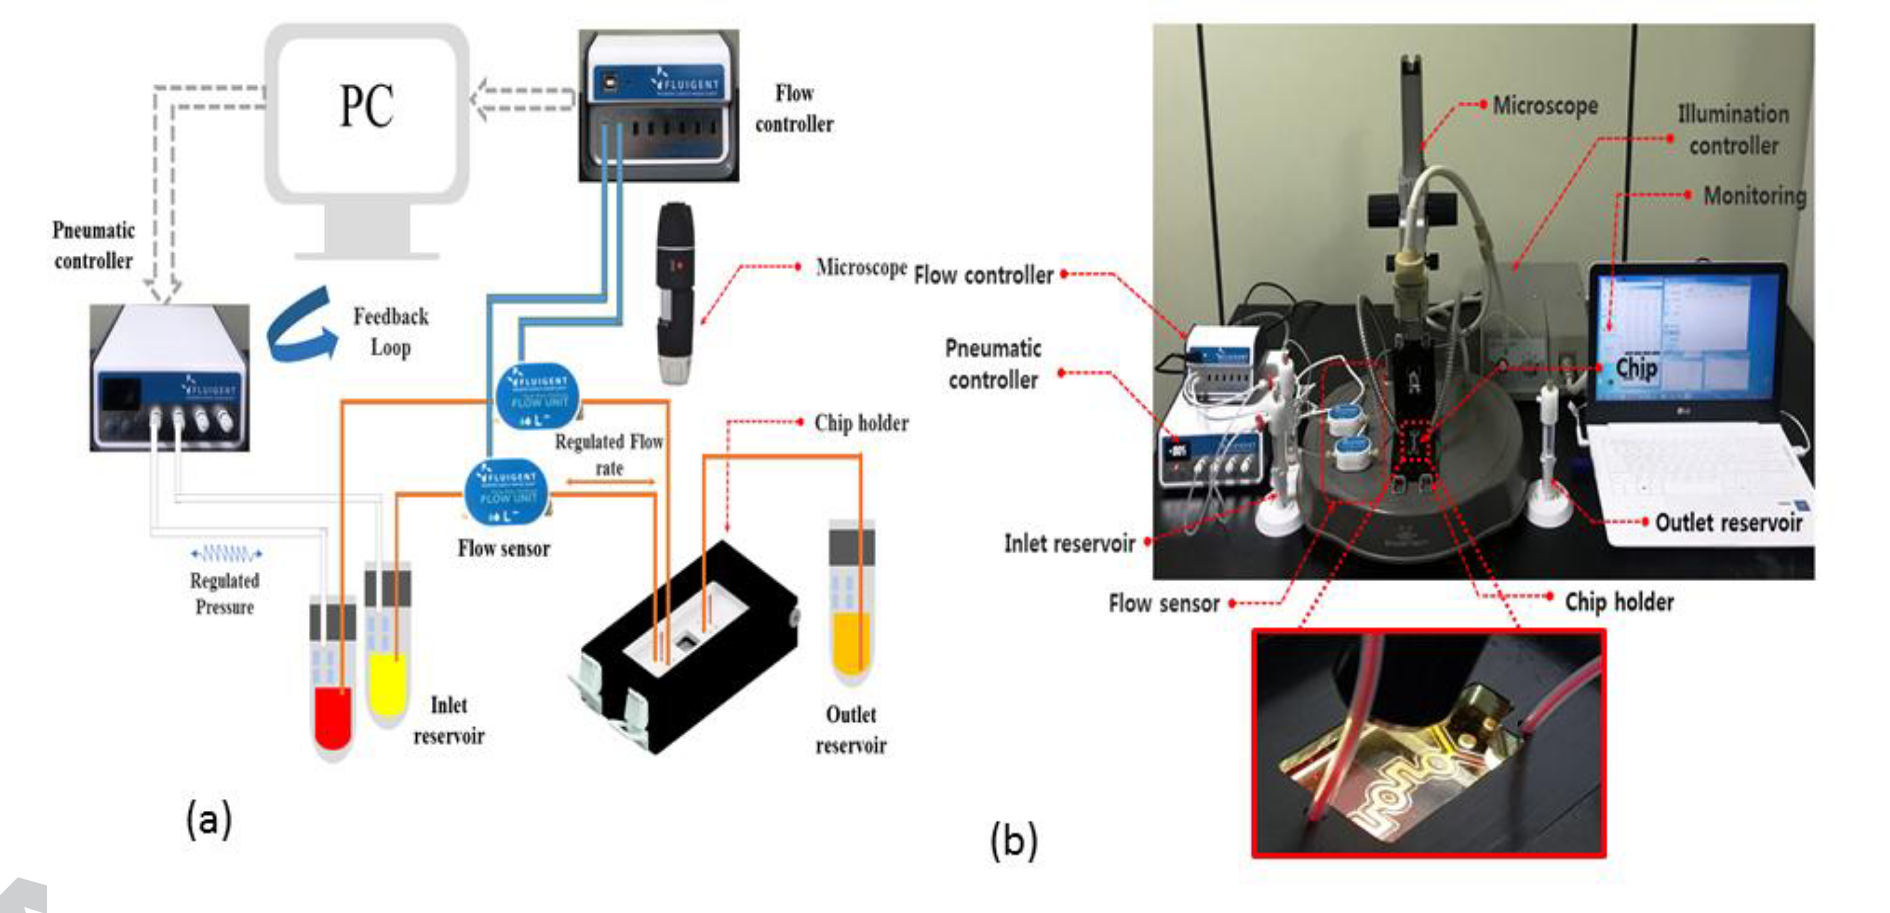 PC
FLUIGENT
Flow
controller
Pneumatic
controller
Feedback
Loop
Microscope
FLUIGENT
FLUIGENT
FLOW UNIT
L
Regulated Flow
rate
FLUIGENT
FLOW UNIT
L
Flow sensor
Chip holder
Regulated
Pressure
Inlet
reservoir
Outlet
reservoir
(a)
Microscope
Illumination
controller
Monitoring
Flow controller
Pneumatic
controller
Chip
Inlet reservoir
Outlet reservoir
Flow sensor
Chip holder
(b)